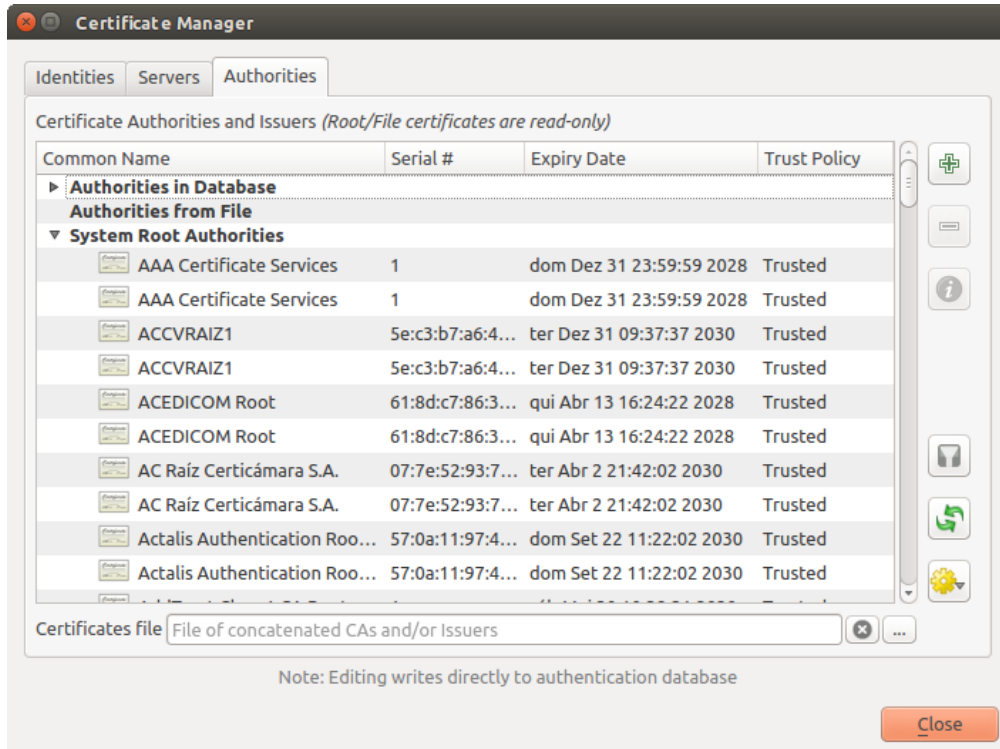 Certificate Manager
Identities Servers Authorities
Certificate Authorities and Issuers (Root/File certificates are read-only)
Common Name Serial # Expiry Date Trust Policy
Authorities in Database
Authorities from File
System Root Authorities
AAA Certificate Services 1 dom Dez 31 23:59:59 2028 Trusted
AAA Certificate Services 1 dom Dez 31 23:59:59 2028 Trusted
ACCVRAIZ1 5e:c3:b7:a6:4... ter Dez 31 09:37:37 2030 Trusted
ACCVRAIZ1 5e:c3:b7:a6:4... ter Dez 31 09:37:37 2030 Trusted
ACEDICOM Root 61:8d:c7:86:3... qui Abr 13 16:24:22 2028 Trusted
ACEDICOM Root 61:8d:c7:86:3... qui Abr 13 16:24:22 2028 Trusted
AC Raíz Certicámara S.A. 07:7e:52:93:7... ter Abr 2 21:42:02 2030 Trusted
AC Raíz Certicámara S.A. 07:7e:52:93:7... ter Abr 2 21:42:02 2030 Trusted
Actalis Authentication Roo... 57:0a:11:97:4... dom Set 22 11:22:02 2030 Trusted
Actalis Authentication Roo... 57:0a:11:97:4... dom Set 22 11:22:02 2030 Trusted
Certificates file File of concatenated CAs and/or Issuers ...
Note: Editing writes directly to authentication database
Close